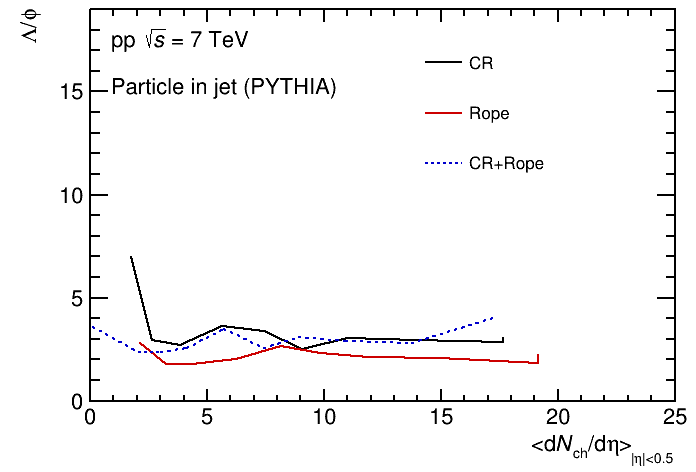 Λ/φ
pp √s = 7 TeV
Particle in jet (PYTHIA)
CR
Rope
CR+Rope
15
10
5
0
0 5 10 15 20 25
<dN_ch/dη>_|η|<0.5